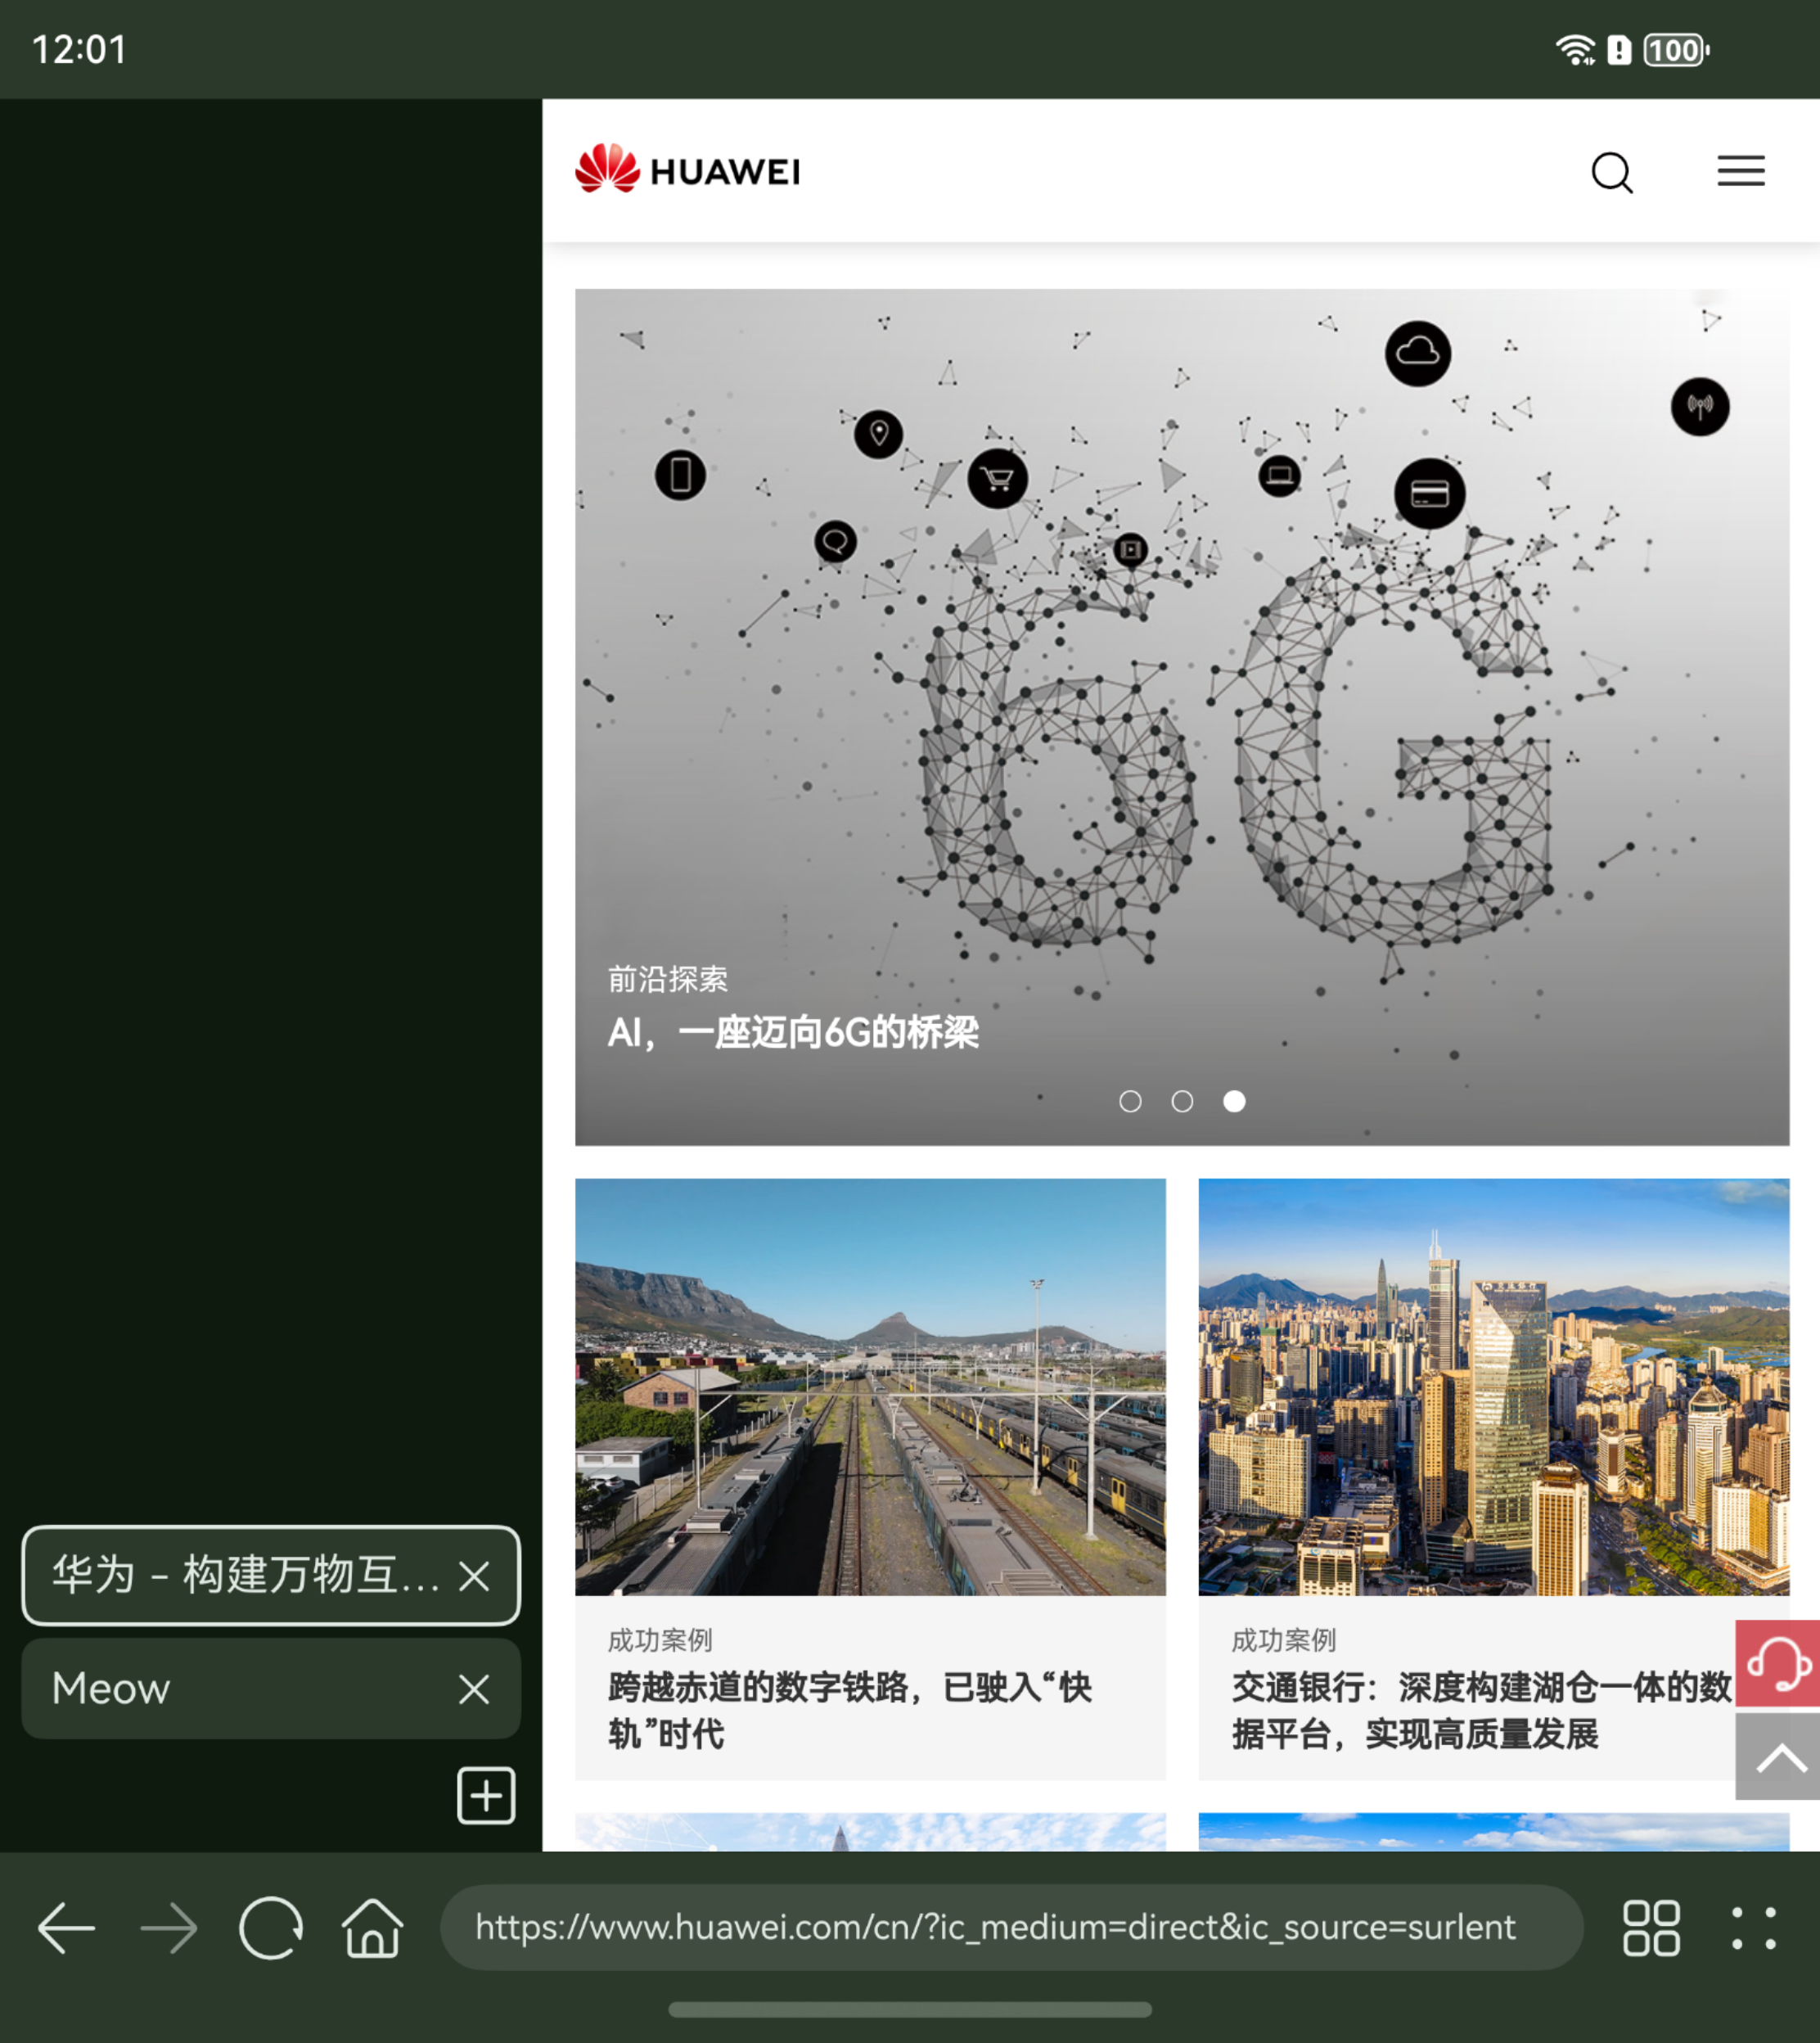 12:01
100
HUAWEI
6G
前沿探索
AI，一座迈向6G的桥梁
成功案例
跨越赤道的数字铁路，已驶入“快
轨”时代
成功案例
交通银行：深度构建湖仓一体的数
据平台，实现高质量发展
华为 – 构建万物互...
Meow
https://www.huawei.com/cn/?ic_medium=direct&ic_source=surlent